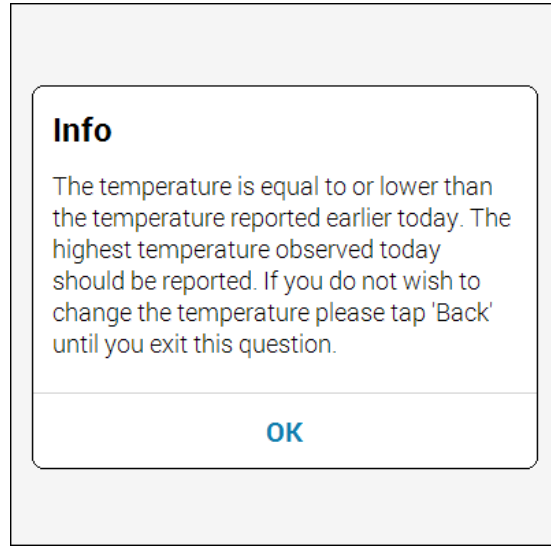 Info
The temperature is equal to or lower than
the temperature reported earlier today. The
highest temperature observed today
should be reported. If you do not wish to
change the temperature please tap 'Back'
until you exit this question.
OK